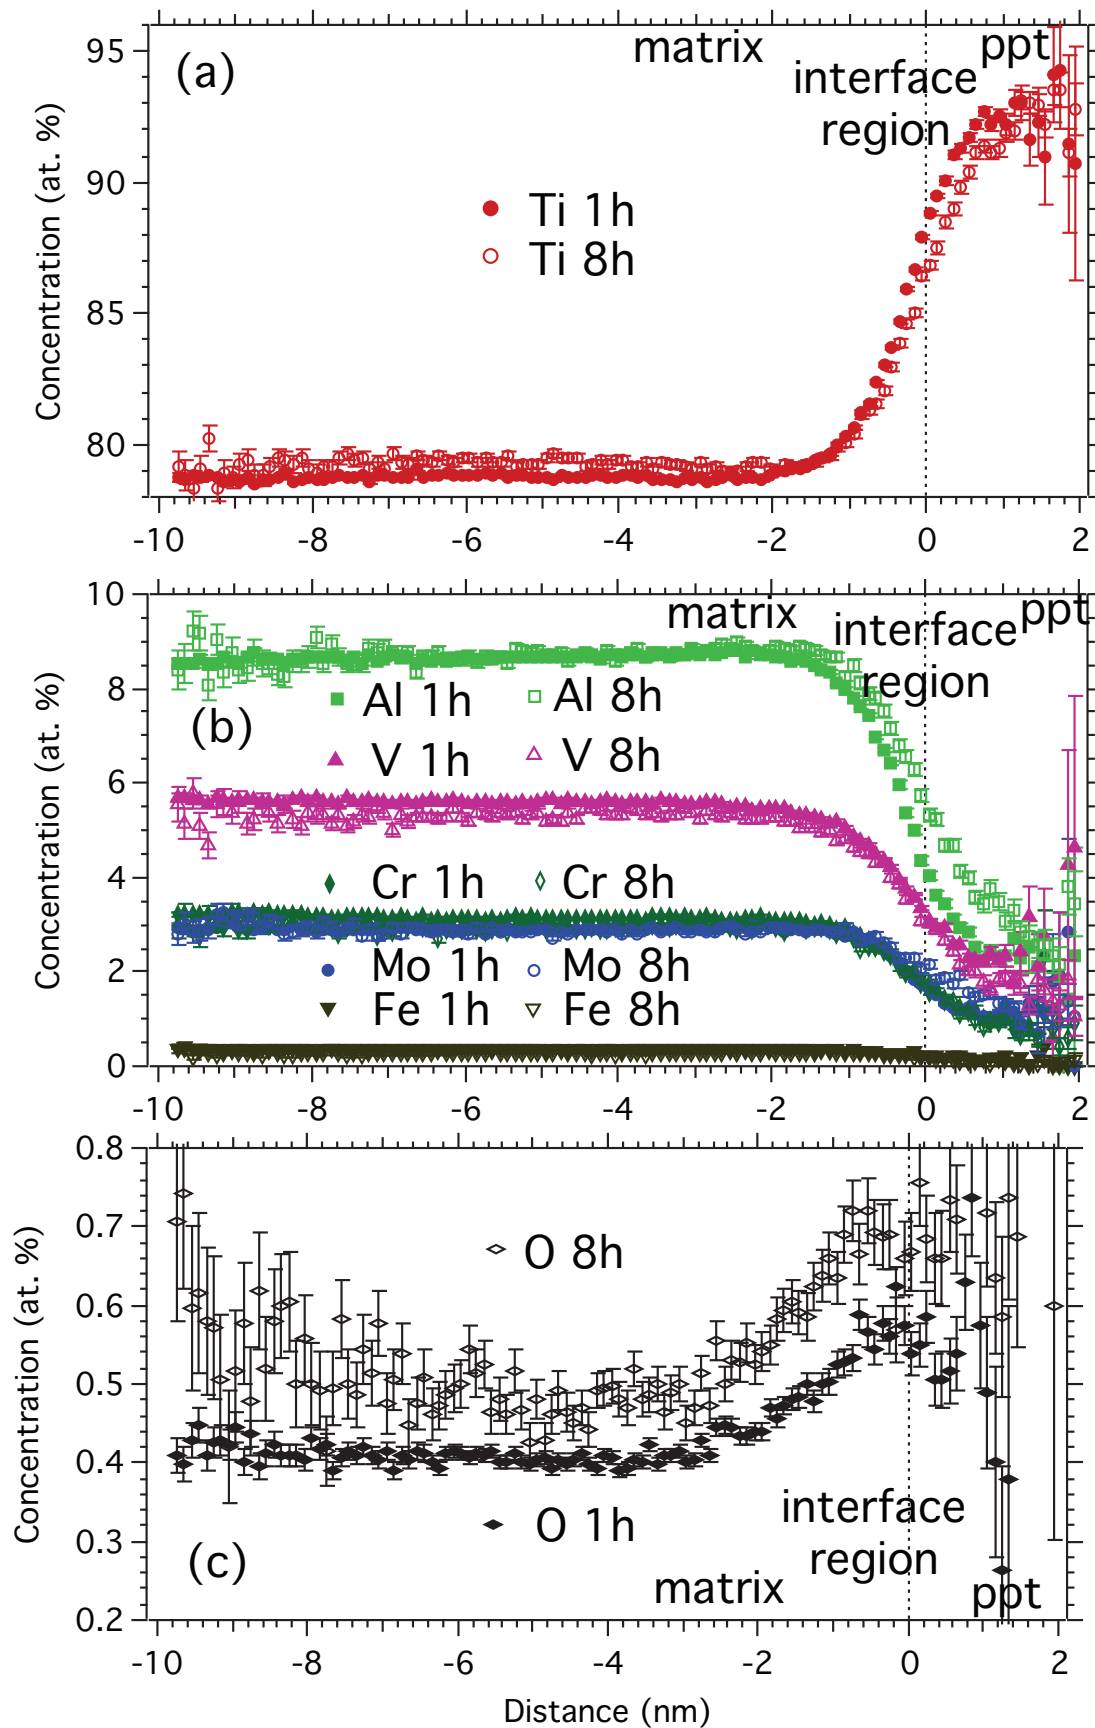 (a)
matrix
ppt
interface
region
Ti 1h
Ti 8h
Concentration (at. %)
95
90
85
80
-10
-8
-6
-4
-2
0
2
(b)
matrix
ppt
interface
region
Al 1h
Al 8h
V 1h
V 8h
Cr 1h
Cr 8h
Mo 1h
Mo 8h
Fe 1h
Fe 8h
Concentration (at. %)
10
8
6
4
2
0
-10
-8
-6
-4
-2
0
2
O 8h
O 1h
interface
region
(c)
matrix
ppt
Concentration (at. %)
0.8
0.7
0.6
0.5
0.4
0.3
0.2
-10
-8
-6
-4
-2
0
2
Distance (nm)